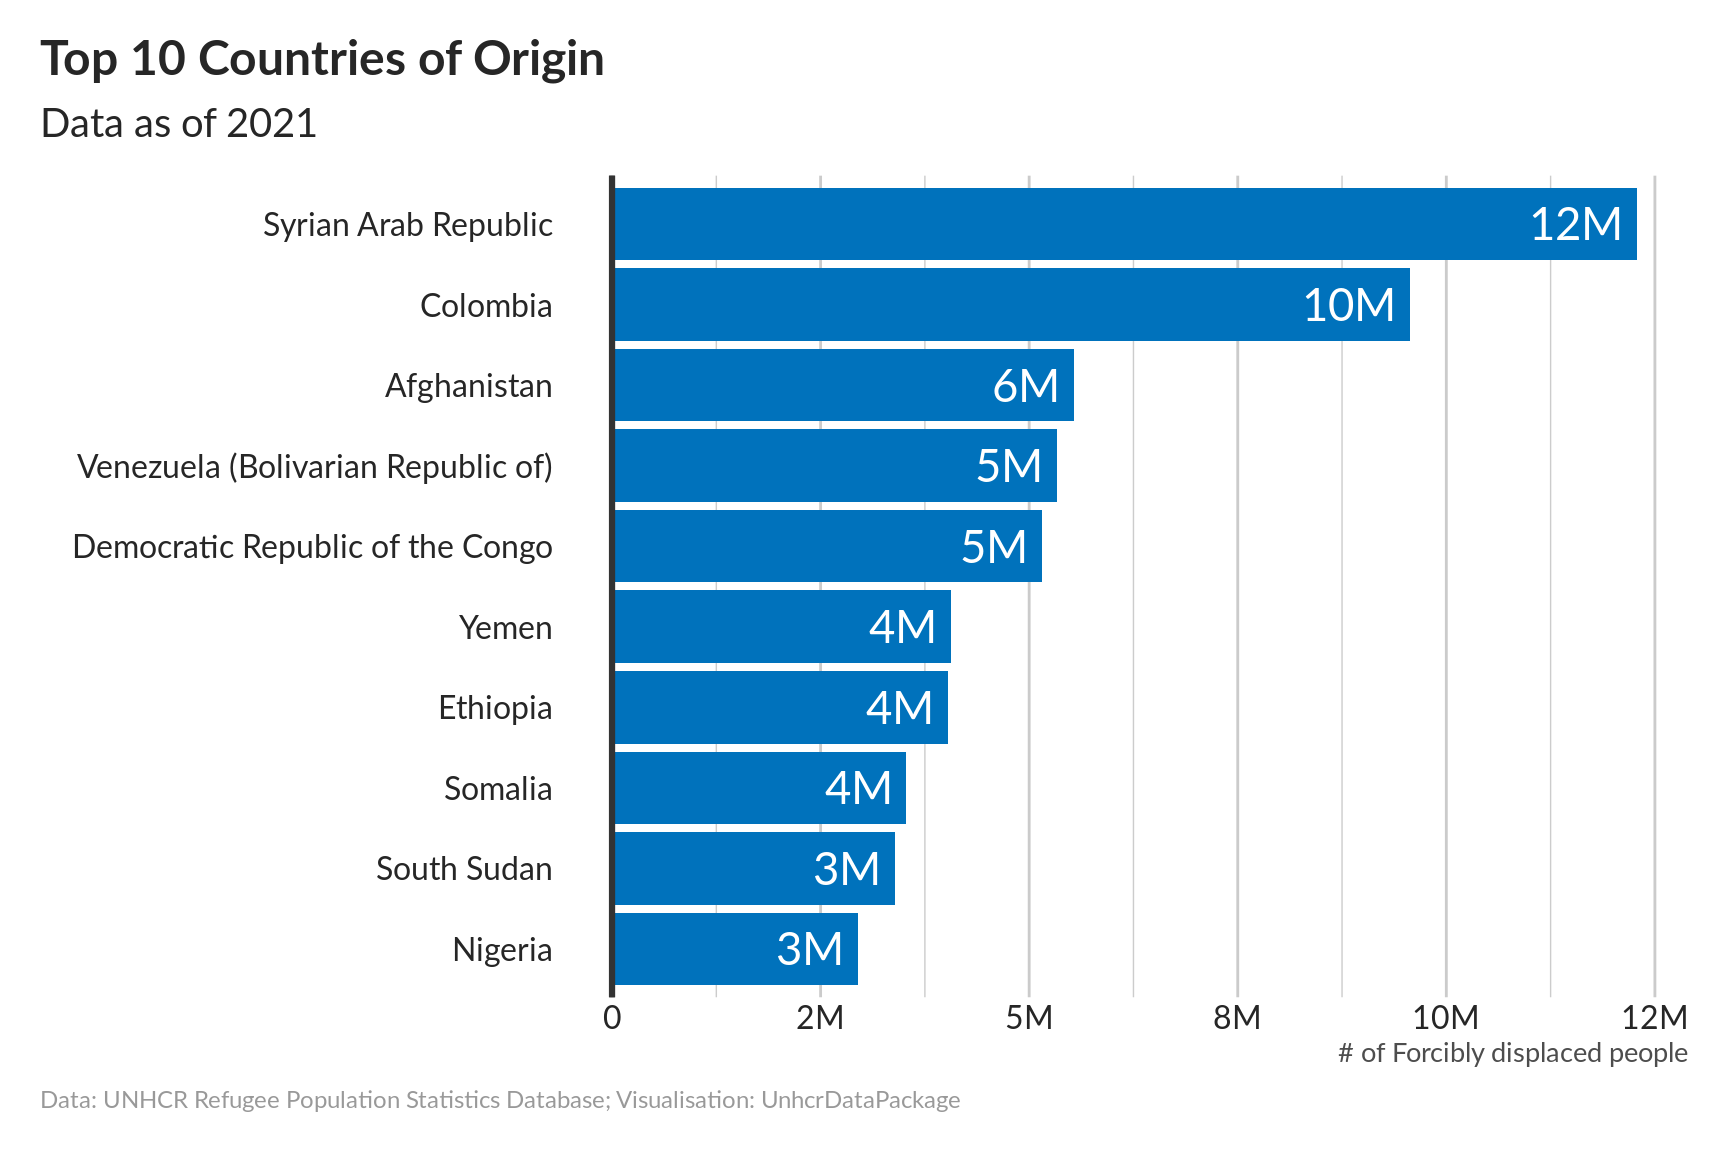 Top 10 Countries of Origin
Data as of 2021
Syrian Arab Republic 12M
Colombia 10M
Afghanistan 6M
Venezuela (Bolivarian Republic of) 5M
Democratic Republic of the Congo 5M
Yemen 4M
Ethiopia 4M
Somalia 4M
South Sudan 3M
Nigeria 3M
0 2M 5M 8M 10M 12M
# of Forcibly displaced people
Data: UNHCR Refugee Population Statistics Database; Visualisation: UnhcrDataPackage